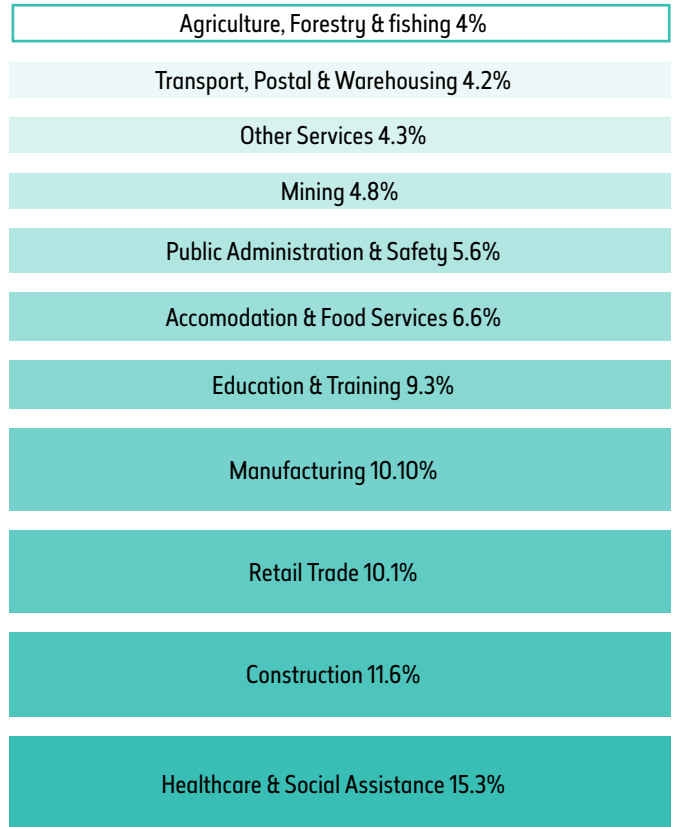 Agriculture, Forestry & fishing 4%
Transport, Postal & Warehousing 4.2%
Other Services 4.3%
Mining 4.8%
Public Administration & Safety 5.6%
Accomodation & Food Services 6.6%
Education & Training 9.3%
Manufacturing 10.10%
Retail Trade 10.1%
Construction 11.6%
Healthcare & Social Assistance 15.3%